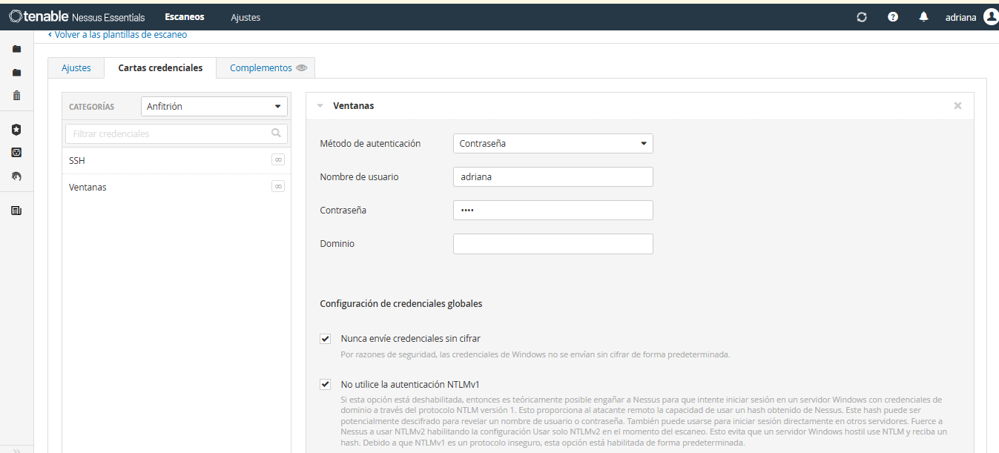 tenable Nessus Essentials Escaneos Ajustes adriana
‹ Volver a las plantillas de escaneo
Ajustes Cartas credenciales Complementos
CATEGORÍAS Anfitrión
Filtrar credenciales
SSH
Ventanas
Ventanas
Método de autenticación Contraseña
Nombre de usuario adriana
Contraseña ••••
Dominio
Configuración de credenciales globales
Nunca envíe credenciales sin cifrar
Por razones de seguridad, las credenciales de Windows no se envían sin cifrar de forma predeterminada.
No utilice la autenticación NTLMv1
Si esta opción está deshabilitada, entonces es teóricamente posible engañar a Nessus para que intente iniciar sesión en un servidor Windows con credenciales de
dominio a través del protocolo NTLM versión 1. Esto proporciona al atacante remoto la capacidad de usar un hash obtenido de Nessus. Este hash puede ser
potencialmente descifrado para revelar un nombre de usuario o contraseña. También puede usarse para iniciar sesión directamente en otros servidores. Fuerce a
Nessus a usar NTLMv2 habilitando la configuración Usar solo NTLMv2 en el momento del escaneo. Esto evita que un servidor Windows hostil use NTLM y reciba un
hash. Debido a que NTLMv1 es un protocolo inseguro, esta opción está habilitada de forma predeterminada.